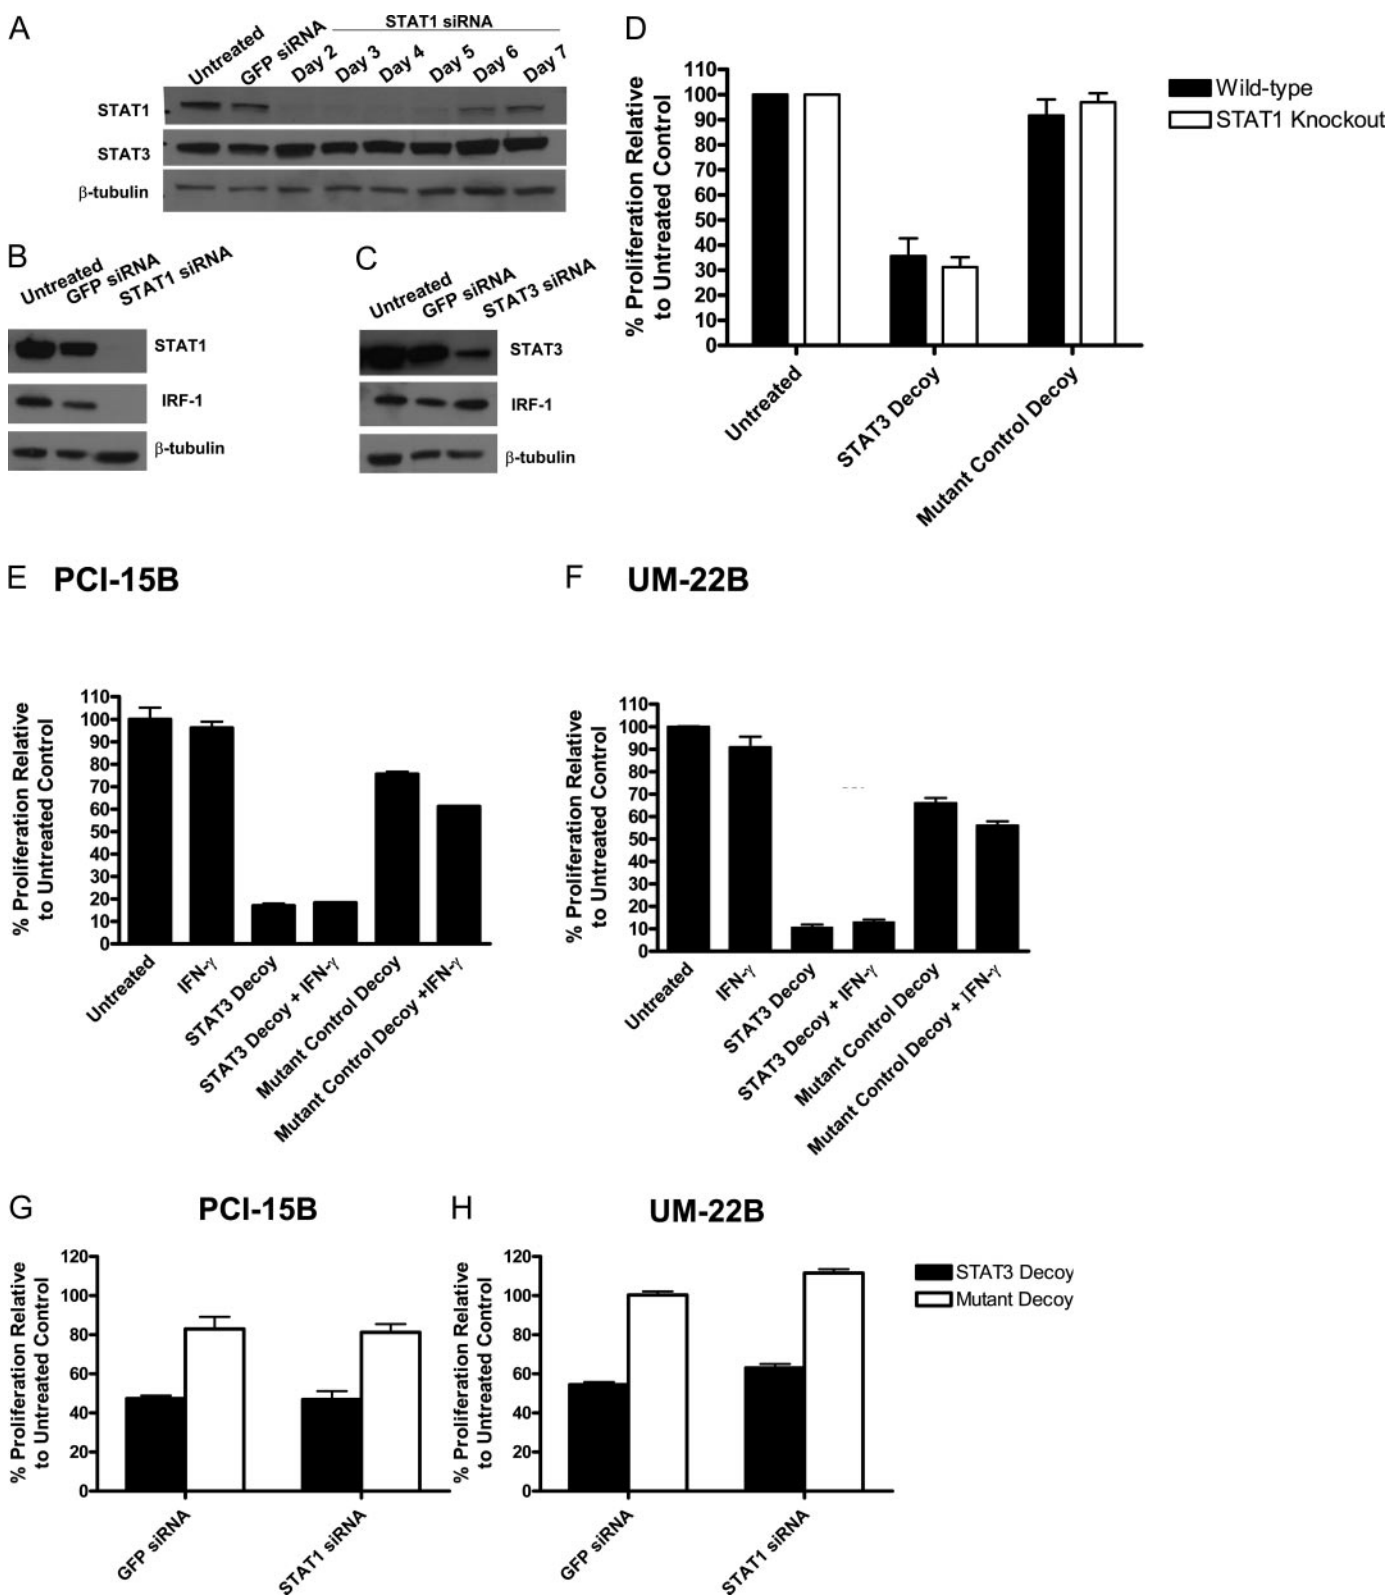 A
STAT1 siRNA
Untreated
GFP siRNA
Day 2
Day 3
Day 4
Day 5
Day 6
Day 7
STAT1
STAT3
β-tubulin
B
Untreated
GFP siRNA
STAT1 siRNA
STAT1
IRF-1
β-tubulin
C
Untreated
GFP siRNA
STAT3 siRNA
STAT3
IRF-1
β-tubulin
D
% Proliferation Relative
to Untreated Control
110
100
90
80
70
60
50
40
30
20
10
0
Untreated
STAT3 Decoy
Mutant Control Decoy
Wild-type
STAT1 Knockout
E PCI-15B
% Proliferation Relative
to Untreated Control
110
100
90
80
70
60
50
40
30
20
10
0
Untreated
IFN-γ
STAT3 Decoy
STAT3 Decoy + IFN-γ
Mutant Control Decoy
Mutant Control Decoy +IFN-γ
F UM-22B
% Proliferation Relative
to Untreated Control
110
100
90
80
70
60
50
40
30
20
10
0
Untreated
IFN-γ
STAT3 Decoy
STAT3 Decoy + IFN-γ
Mutant Control Decoy
Mutant Control Decoy + IFN-γ
G PCI-15B
% Proliferation Relative
to Untreated Control
120
100
80
60
40
20
0
GFP siRNA
STAT1 siRNA
H UM-22B
% Proliferation Relative
to Untreated Control
120
100
80
60
40
20
0
GFP siRNA
STAT1 siRNA
STAT3 Decoy
Mutant Decoy